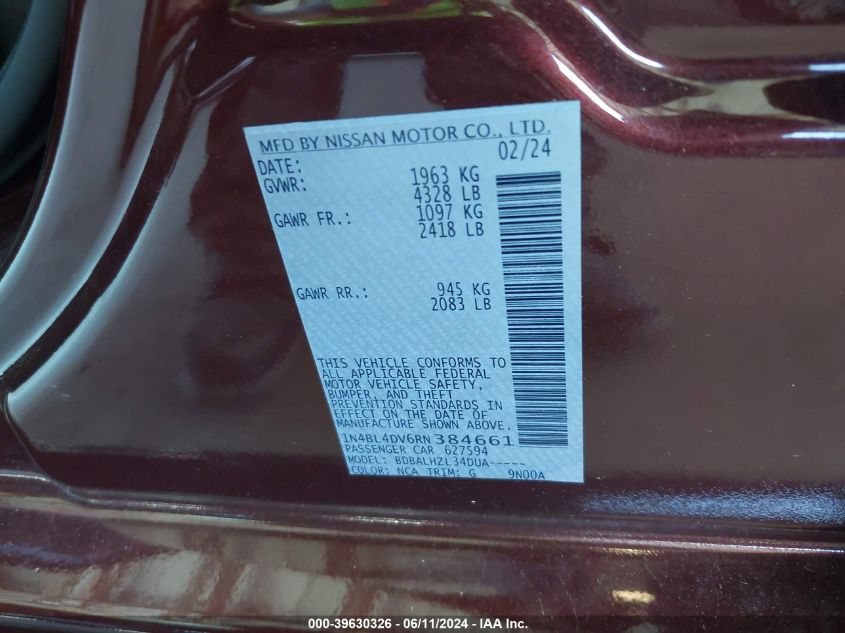 MFD BY NISSAN MOTOR CO., LTD.
DATE: 02/24
GVWR: 1963 KG
4328 LB
GAWR FR.: 1097 KG
2418 LB
GAWR RR.: 945 KG
2083 LB
THIS VEHICLE CONFORMS TO
ALL APPLICABLE FEDERAL
MOTOR VEHICLE SAFETY,
BUMPER, AND THEFT
PREVENTION STANDARDS IN
EFFECT ON THE DATE OF
MANUFACTURE SHOWN ABOVE.
1N4BL4DV6RN384661
PASSENGER CAR 627594
MODEL: BDBALHZL34DUA-----
COLOR: NCA TRIM: G 9N00A
000-39630326 - 06/11/2024 - IAA Inc.